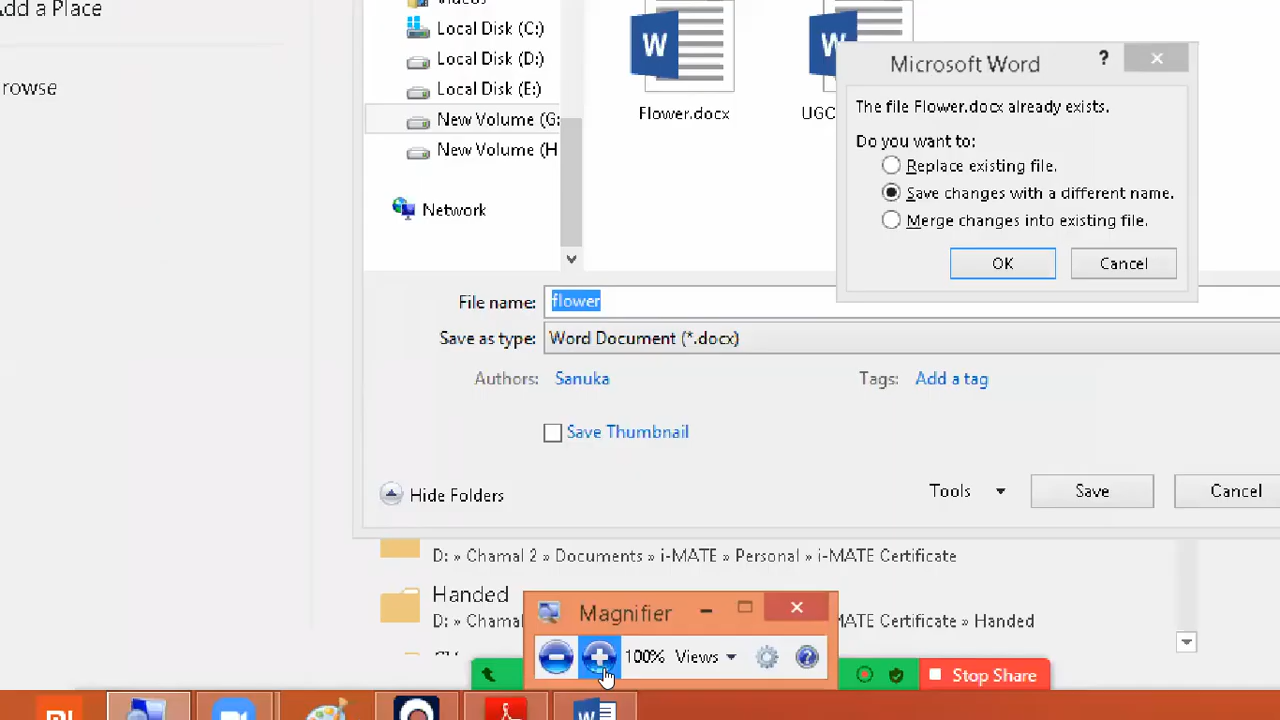 dd a Place
rowse
Videos
Local Disk (C:)
Local Disk (D:)
Local Disk (E:)
New Volume (G:
New Volume (H
Network
W
Flower.docx
W
UGC
Microsoft Word
?
The file Flower.docx already exists.
Do you want to:
Replace existing file.
Save changes with a different name.
Merge changes into existing file.
OK
Cancel
File name:
flower
Save as type:
Word Document (*.docx)
Authors:
Sanuka
Tags:
Add a tag
Save Thumbnail
Hide Folders
Tools
Save
Cancel
D: » Chamal 2 » Documents » i-MATE » Personal » i-MATE Certificate
Handed
D: » Chama
ATE Certificate » Handed
Magnifier
100%
Views
Stop Share